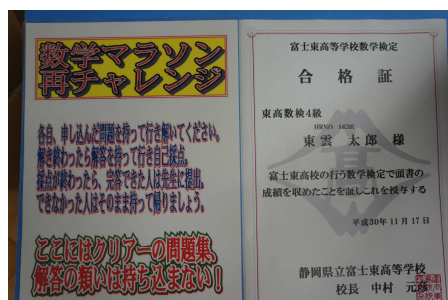 数学マラソン
再チャレンジ
各自、申し込んだ問題を持って行き解いてください。
解き終わったら解答を持って行き自己採点。
採点が終わったら、完答できた人は先生に提出。
できなかった人はそのまま持って帰りましょう。
ここにはクリアーの問題集、
解答の類いは持ち込まない！
富士東高等学校数学検定
合格証
東高数検4級
HRNO 1636
東雲 太郎 様
富士東高校の行う数学検定で頭書の
成績を収めたことを証しこれを授与する
平成30年11月17日
静岡県立富士東高等学校
校長 中村 元彦